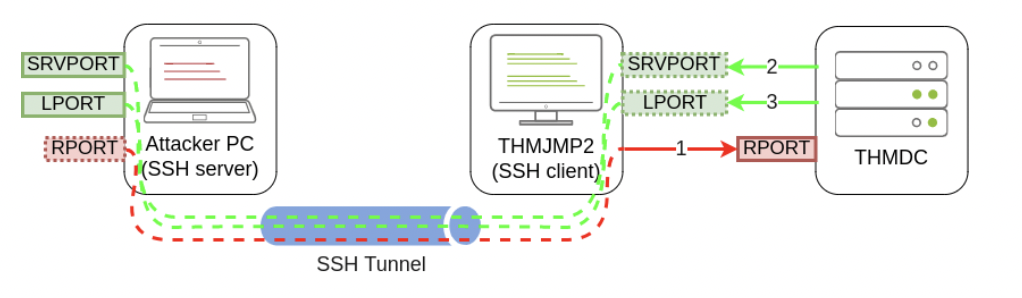 SRVPORT
LPORT
RPORT
Attacker PC
(SSH server)
SSH Tunnel
THMJMP2
(SSH client)
SRVPORT
LPORT
2
3
1
RPORT
THMDC